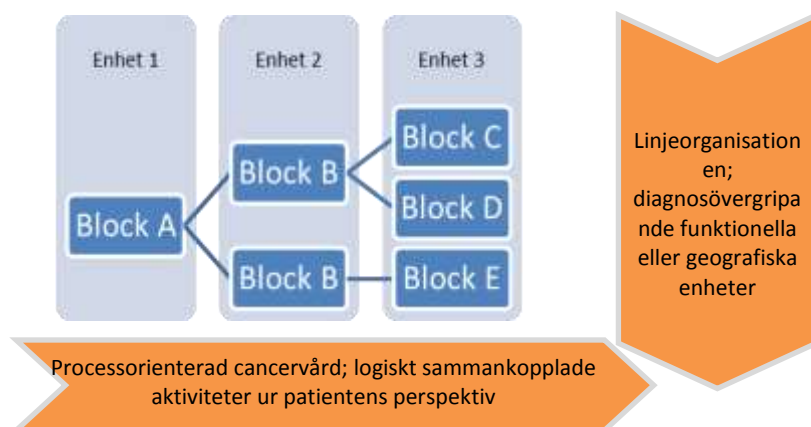 Enhet 1
Enhet 2
Enhet 3
Block A
Block B
Block B
Block C
Block D
Block E
Linjeorganisation
en;
diagnosövergripa
nde funktionella
eller geografiska
enheter
Processorienterad cancervård; logiskt sammankopplade
aktiviteter ur patientens perspektiv